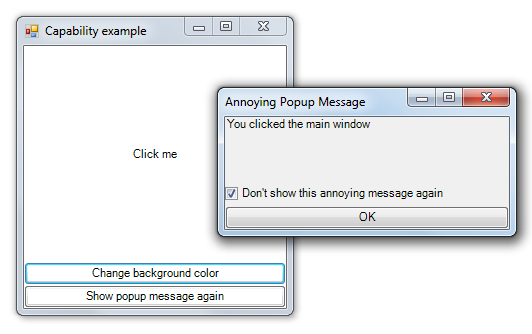 Capability example
Click me
Change background color
Show popup message again
Annoying Popup Message
You clicked the main window
Don't show this annoying message again
OK